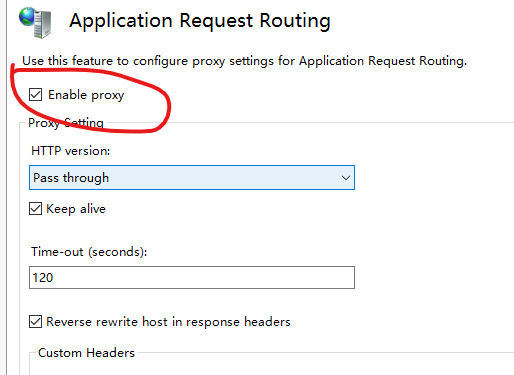 Application Request Routing
Use this feature to configure proxy settings for Application Request Routing.
Enable proxy
Proxy Setting
HTTP version:
Pass through
Keep alive
Time-out (seconds):
120
Reverse rewrite host in response headers
Custom Headers